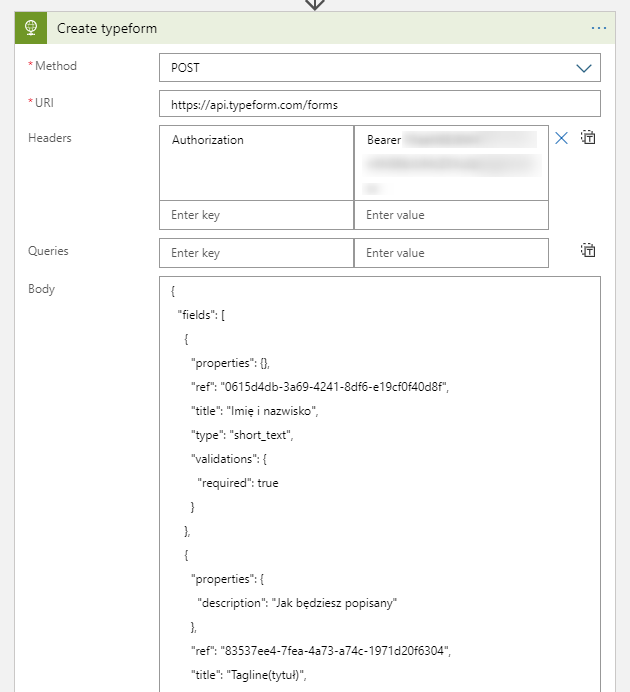 Create typeform
* Method
POST
* URI
https://api.typeform.com/forms
Headers
Authorization
Bearer
Enter key
Enter value
Queries
Enter key
Enter value
Body
{
"fields": [
{
"properties": {},
"ref": "0615d4db-3a69-4241-8df6-e19cf0f40d8f",
"title": "Imię i nazwisko",
"type": "short_text",
"validations": {
"required": true
}
},
{
"properties": {
"description": "Jak będziesz popisany"
},
"ref": "83537ee4-7fea-4a73-a74c-1971d20f6304",
"title": "Tagline(tytuł)",